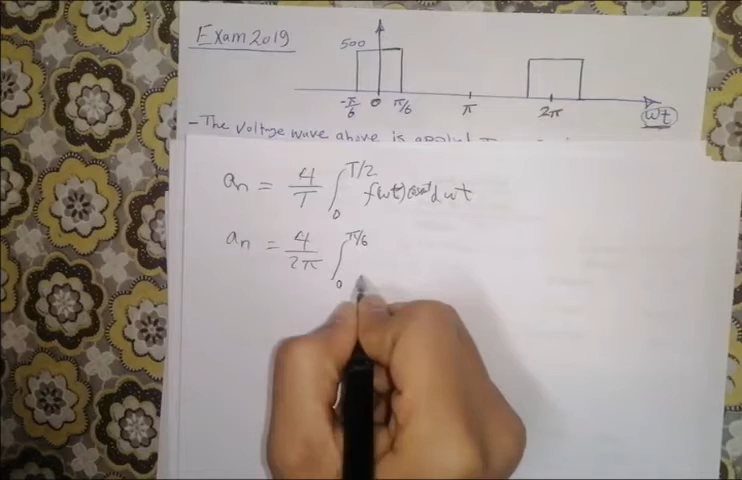 Exam 2019
500
-π/6 0 π/6 π 2π ωt
- The voltage wave above is applied
an = 4/T ∫₀^T/2 f(ωt) dωt
an = 4/2π ∫₀^π/6